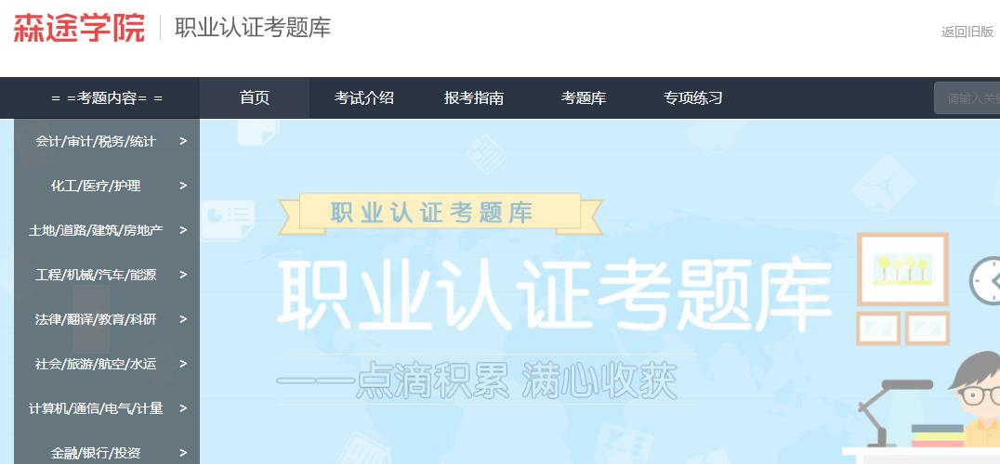 森途学院 职业认证考题库
返回旧版
= =考题内容= = 首页 考试介绍 报考指南 考题库 专项练习 请输入关
会计/审计/税务/统计 >
化工/医疗/护理 >
土地/道路/建筑/房地产 >
工程/机械/汽车/能源 >
法律/翻译/教育/科研 >
社会/旅游/航空/水运 >
计算机/通信/电气/计量 >
金融/银行/投资 >
职业认证考题库
职业认证考题库
——点滴积累 满心收获